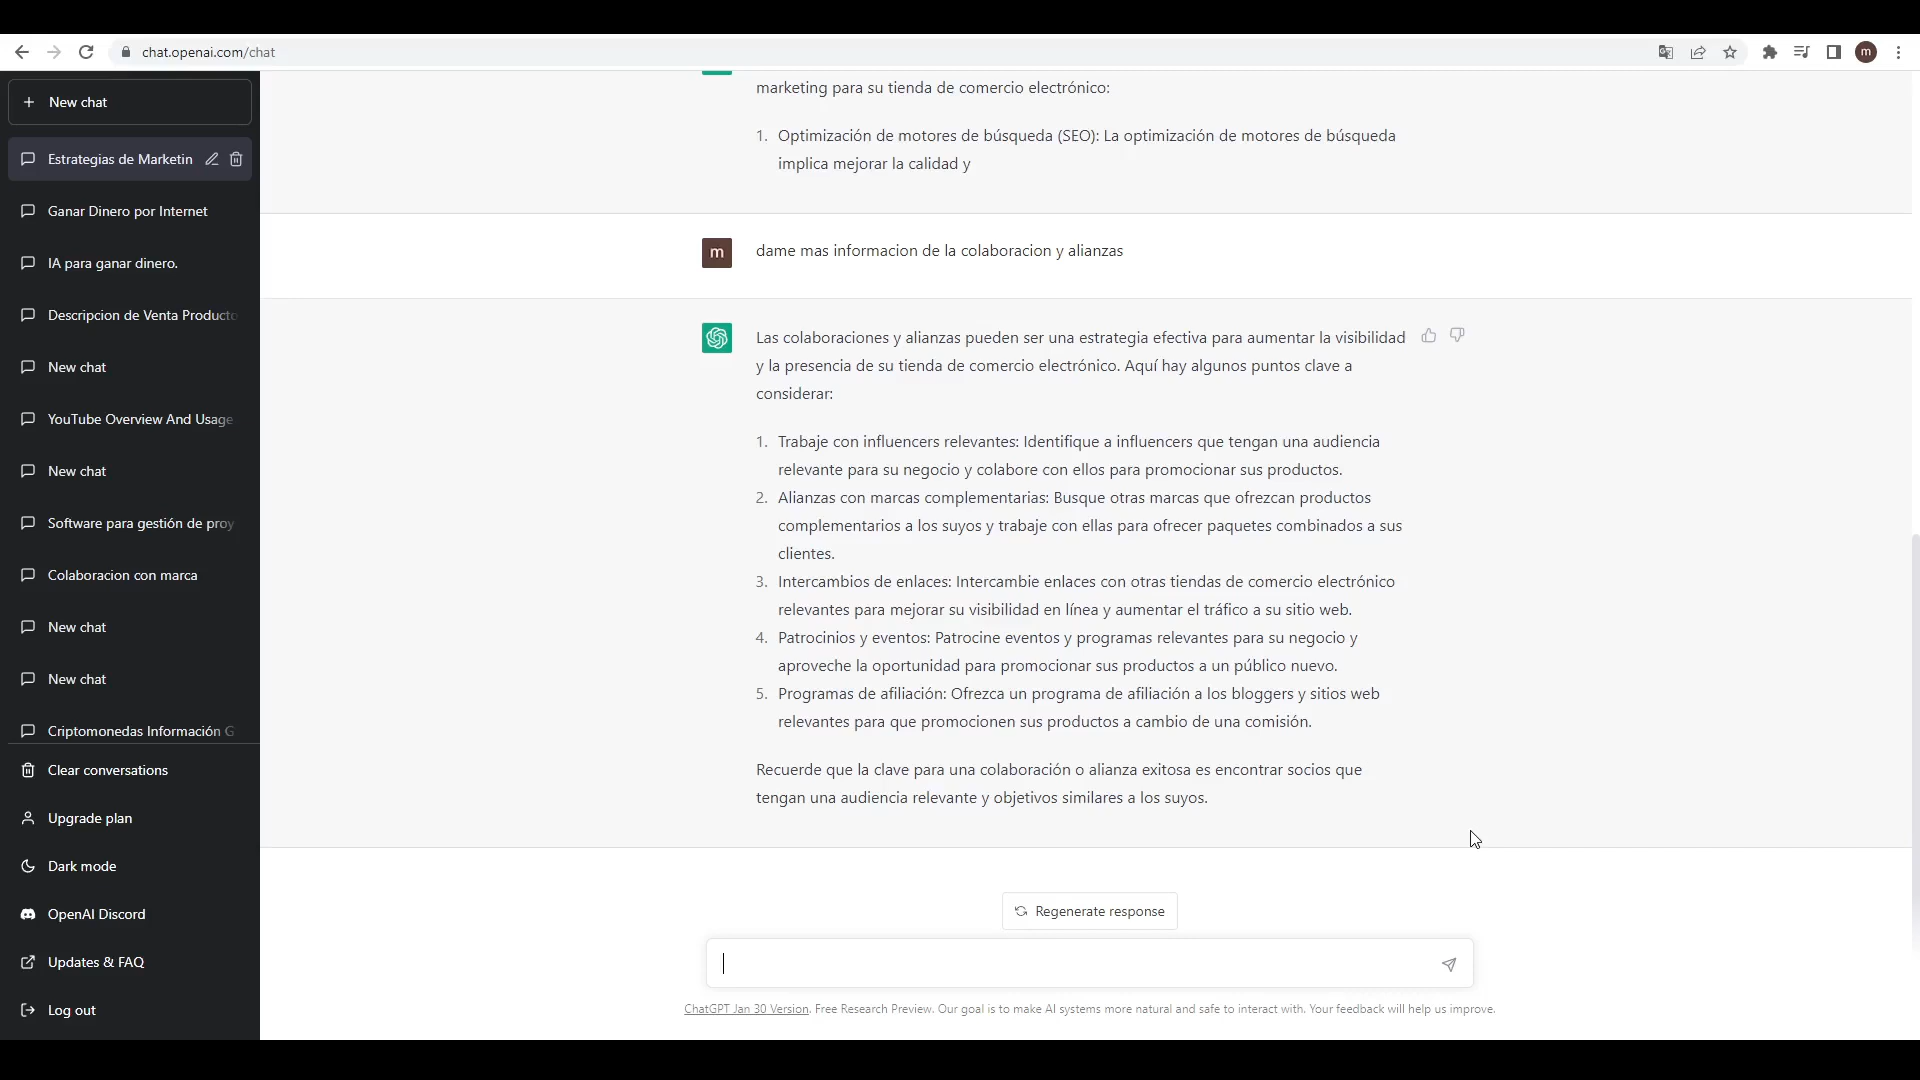 chat.openai.com/chat
m
New chat
Estrategias de Marketin
Ganar Dinero por Internet
IA para ganar dinero.
Descripcion de Venta Producto
New chat
YouTube Overview And Usage
New chat
Software para gestión de proy
Colaboracion con marca
New chat
New chat
Criptomonedas Información G
Clear conversations
Upgrade plan
Dark mode
OpenAI Discord
Updates & FAQ
Log out
marketing para su tienda de comercio electrónico:
1. Optimización de motores de búsqueda (SEO): La optimización de motores de búsqueda
implica mejorar la calidad y
m
dame mas informacion de la colaboracion y alianzas
Las colaboraciones y alianzas pueden ser una estrategia efectiva para aumentar la visibilidad
y la presencia de su tienda de comercio electrónico. Aquí hay algunos puntos clave a
considerar:
1. Trabaje con influencers relevantes: Identifique a influencers que tengan una audiencia
relevante para su negocio y colabore con ellos para promocionar sus productos.
2. Alianzas con marcas complementarias: Busque otras marcas que ofrezcan productos
complementarios a los suyos y trabaje con ellas para ofrecer paquetes combinados a sus
clientes.
3. Intercambios de enlaces: Intercambie enlaces con otras tiendas de comercio electrónico
relevantes para mejorar su visibilidad en línea y aumentar el tráfico a su sitio web.
4. Patrocinios y eventos: Patrocine eventos y programas relevantes para su negocio y
aproveche la oportunidad para promocionar sus productos a un público nuevo.
5. Programas de afiliación: Ofrezca un programa de afiliación a los bloggers y sitios web
relevantes para que promocionen sus productos a cambio de una comisión.
Recuerde que la clave para una colaboración o alianza exitosa es encontrar socios que
tengan una audiencia relevante y objetivos similares a los suyos.
Regenerate response
ChatGPT Jan 30 Version. Free Research Preview. Our goal is to make AI systems more natural and safe to interact with. Your feedback will help us improve.